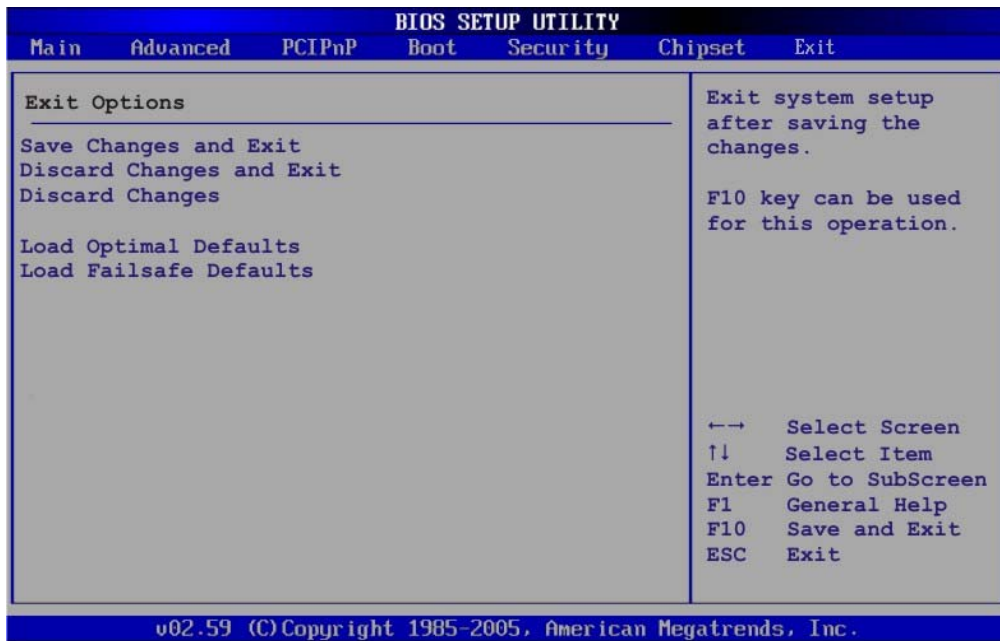 BIOS SETUP UTILITY
Main Advanced PCIPnP Boot Security Chipset Exit
Exit Options
Save Changes and Exit
Discard Changes and Exit
Discard Changes
Load Optimal Defaults
Load Failsafe Defaults
Exit system setup
after saving the
changes.
F10 key can be used
for this operation.
←→ Select Screen
↑↓ Select Item
Enter Go to SubScreen
F1 General Help
F10 Save and Exit
ESC Exit
v02.59 (C)Copyright 1985-2005, American Megatrends, Inc.